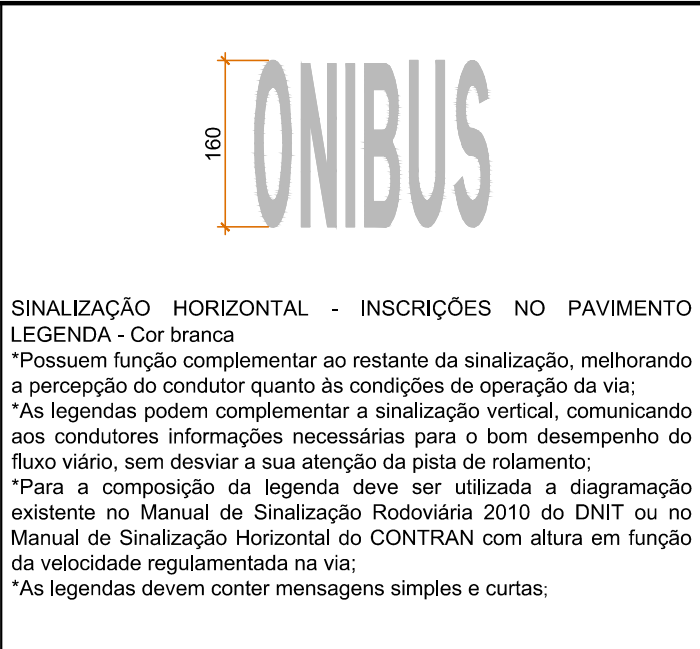 ONIBUS
160
SINALIZAÇÃO HORIZONTAL - INSCRIÇÕES NO PAVIMENTO
LEGENDA - Cor branca
*Possuem função complementar ao restante da sinalização, melhorando
a percepção do condutor quanto às condições de operação da via;
*As legendas podem complementar a sinalização vertical, comunicando
aos condutores informações necessárias para o bom desempenho do
fluxo viário, sem desviar a sua atenção da pista de rolamento;
*Para a composição da legenda deve ser utilizada a diagramação
existente no Manual de Sinalização Rodoviária 2010 do DNIT ou no
Manual de Sinalização Horizontal do CONTRAN com altura em função
da velocidade regulamentada na via;
*As legendas devem conter mensagens simples e curtas;